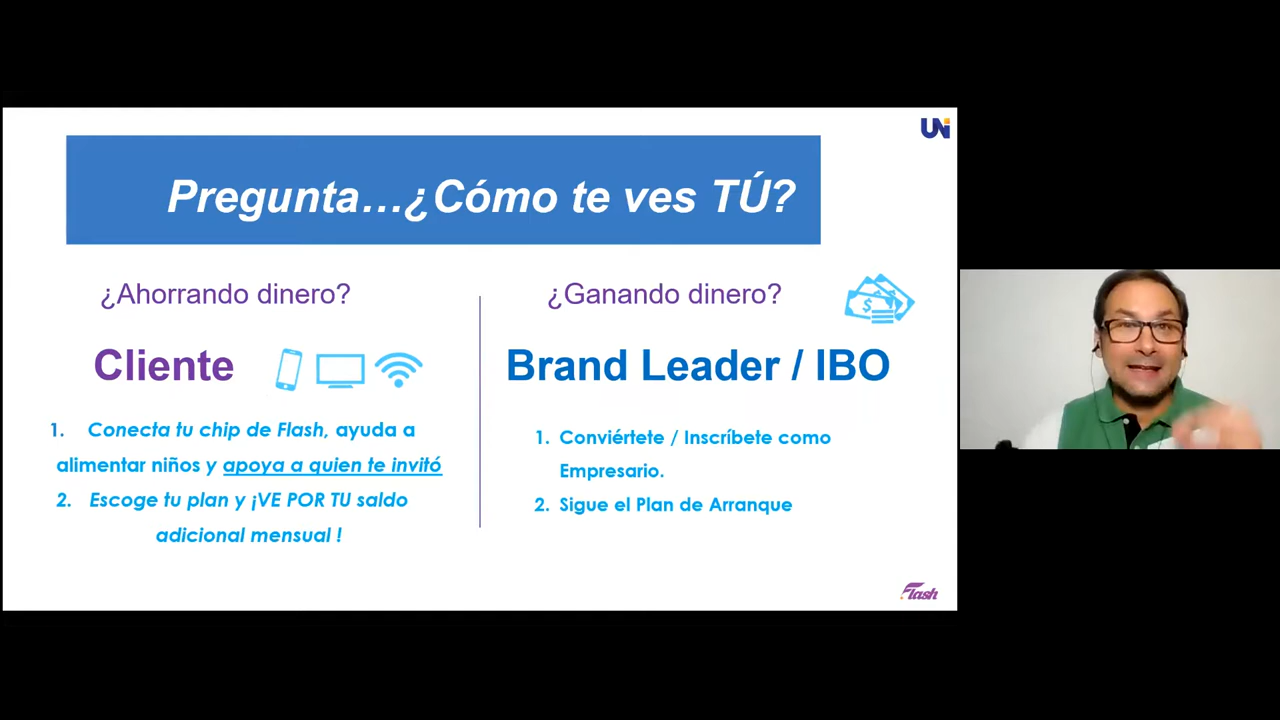 UNi
Pregunta...¿Cómo te ves TÚ?
¿Ahorrando dinero?
Cliente
1. Conecta tu chip de Flash, ayuda a
alimentar niños y apoya a quien te invitó
2. Escoge tu plan y ¡VE POR TU saldo
adicional mensual !
¿Ganando dinero?
Brand Leader / IBO
1. Conviértete / Inscríbete como
Empresario.
2. Sigue el Plan de Arranque
Flash